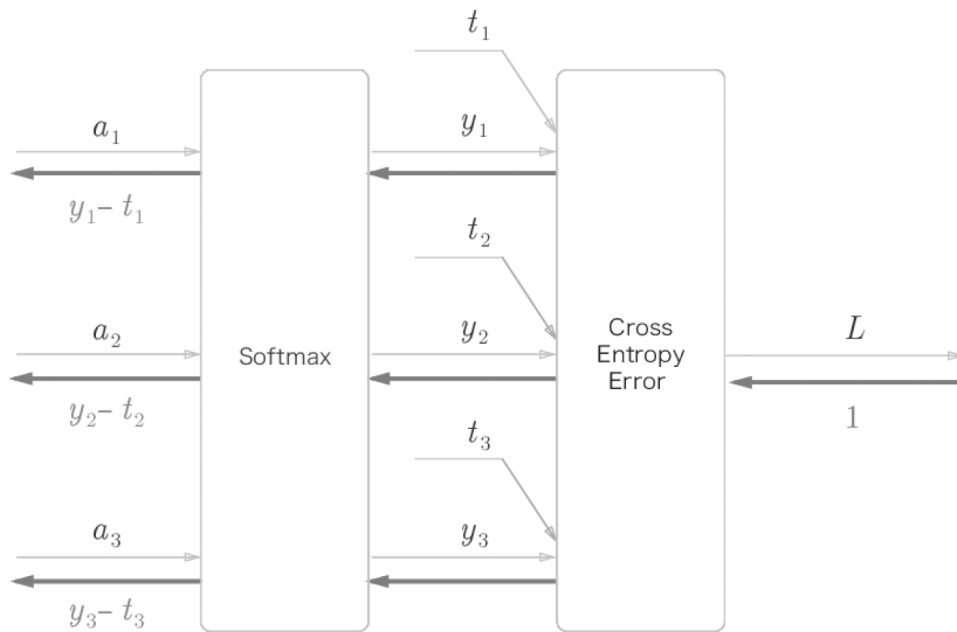 t₁
a₁
y₁
y₁− t₁
t₂
a₂
Softmax
y₂
Cross
Entropy
Error
L
y₂− t₂
1
t₃
a₃
y₃
y₃− t₃